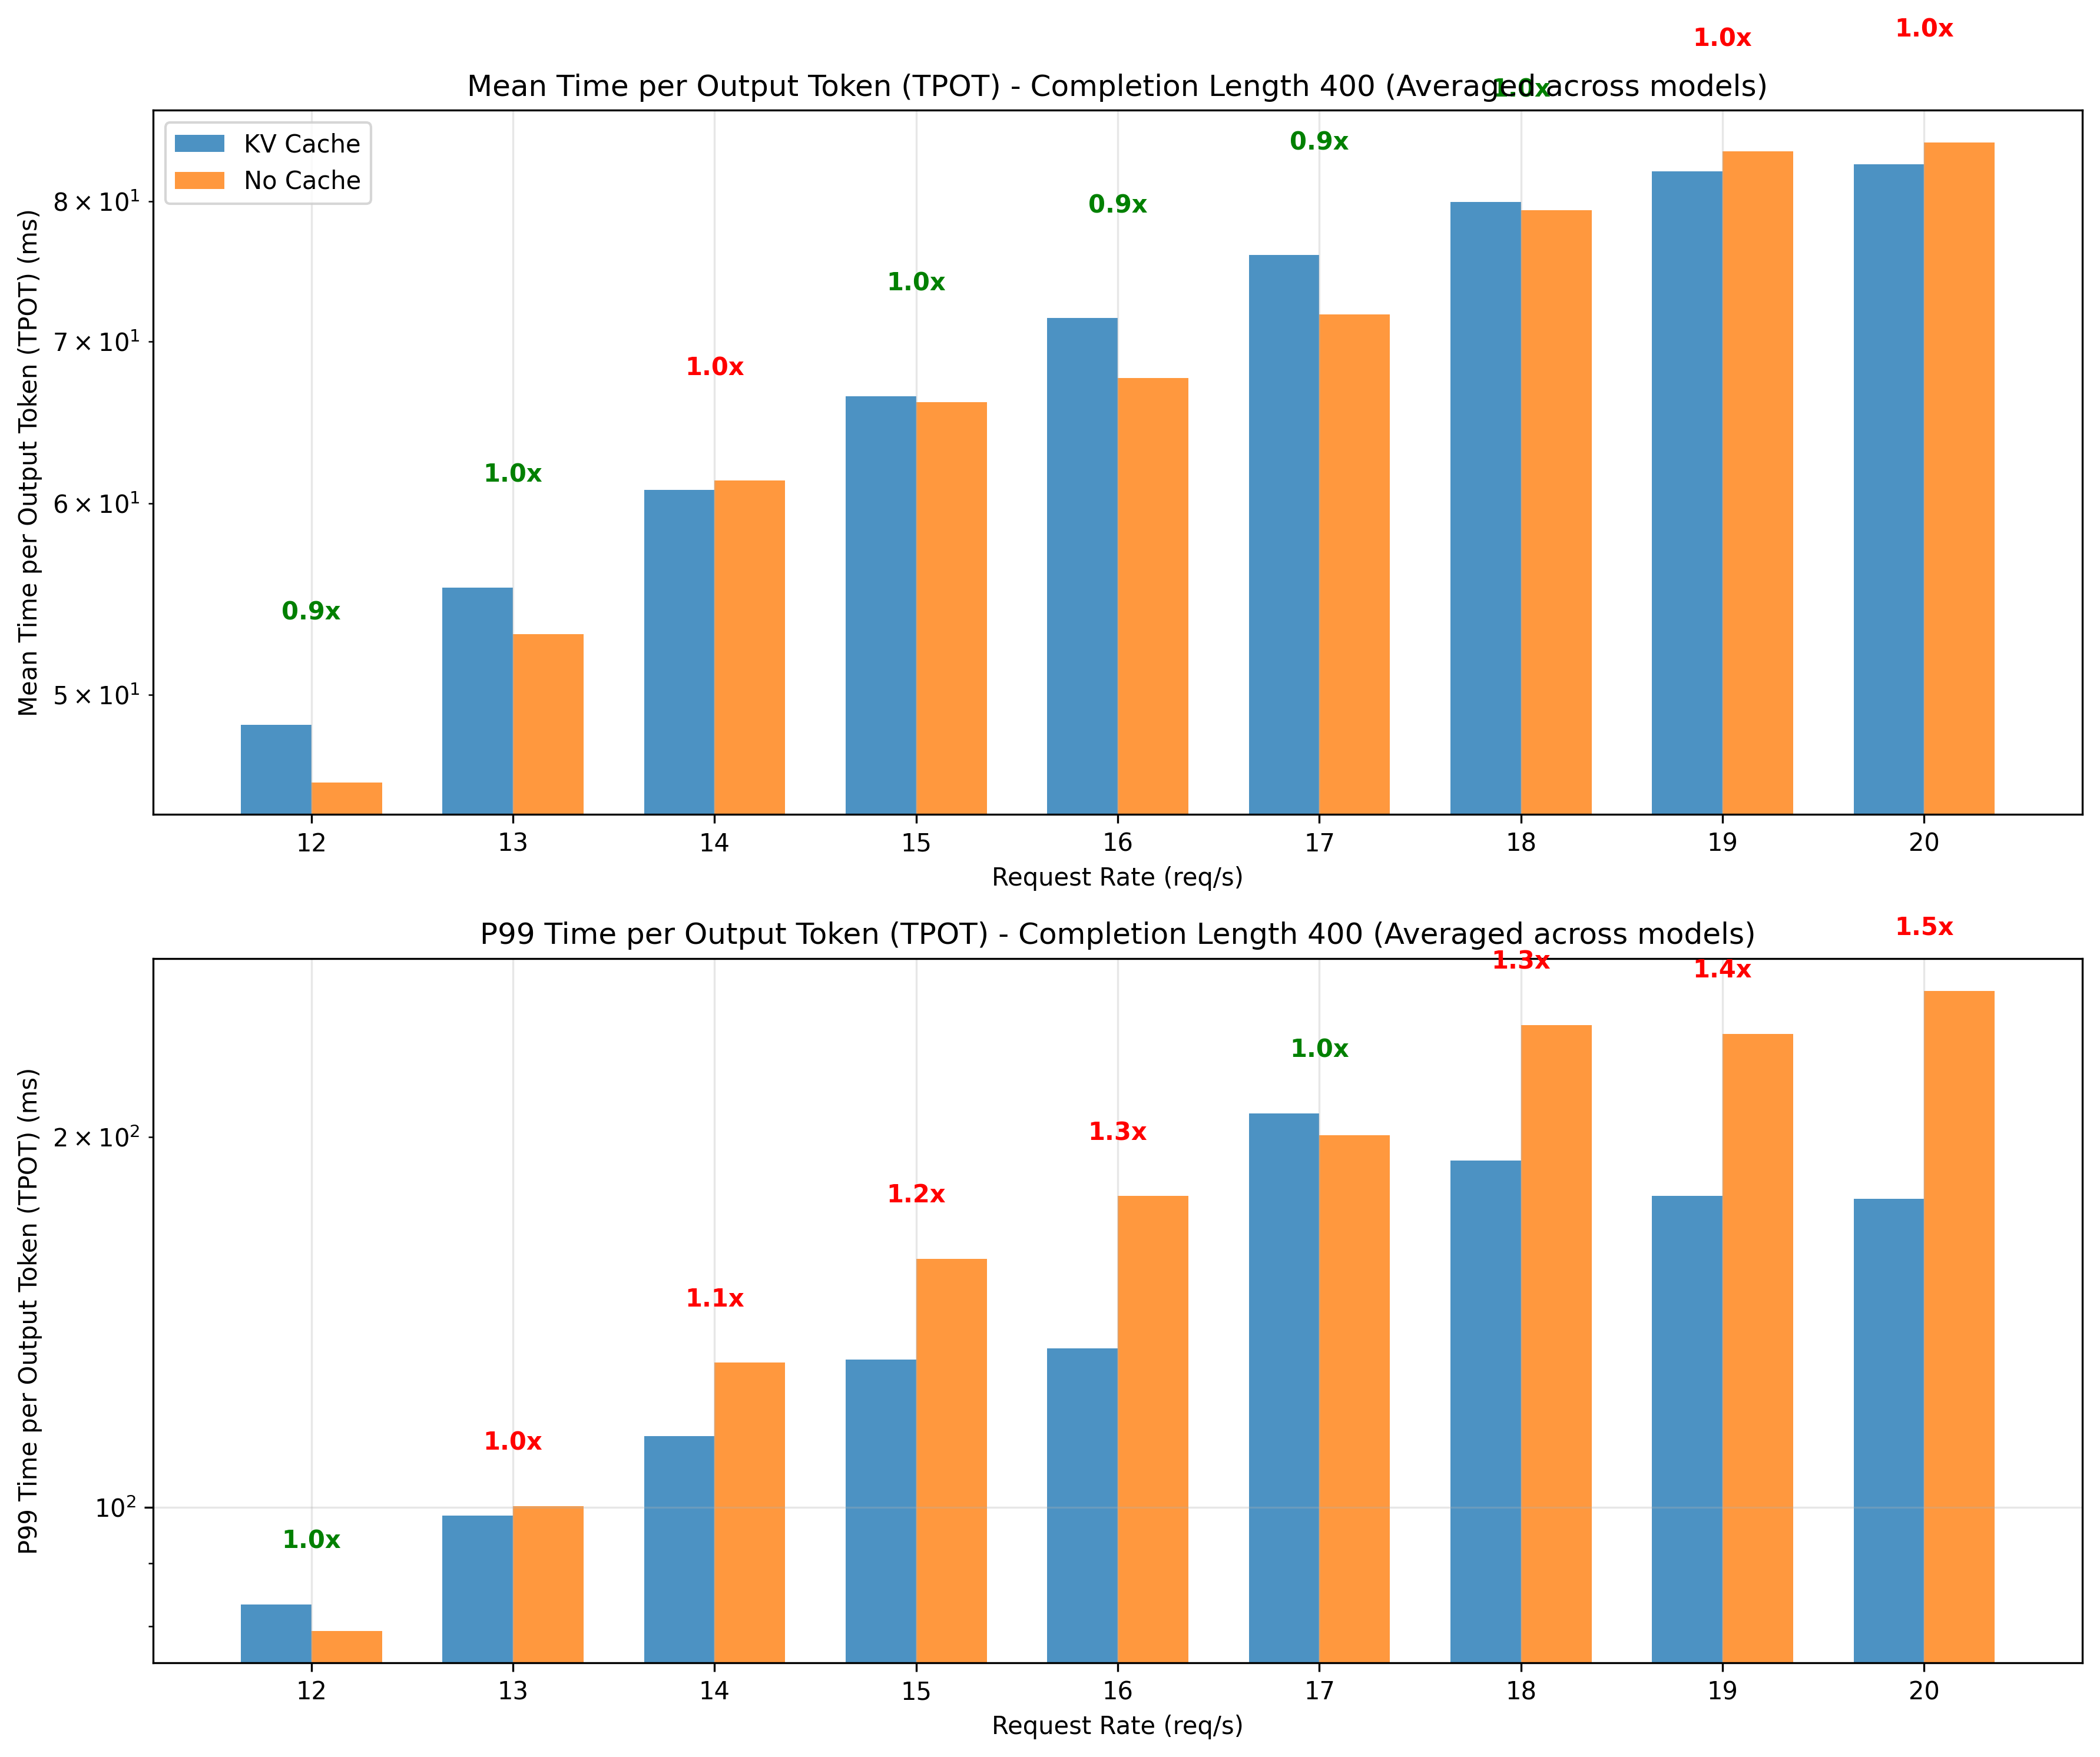 1.0x
1.0x
Mean Time per Output Token (TPOT) - Completion Length 400 (Averaged across models)
1.0x
KV Cache
No Cache
0.9x
0.9x
1.0x
1.0x
1.0x
0.9x
Mean Time per Output Token (TPOT) (ms)
8 × 10¹
7 × 10¹
6 × 10¹
5 × 10¹
12 13 14 15 16 17 18 19 20
Request Rate (req/s)
P99 Time per Output Token (TPOT) - Completion Length 400 (Averaged across models)
1.5x
1.3x
1.4x
1.0x
1.3x
1.2x
1.1x
1.0x
1.0x
P99 Time per Output Token (TPOT) (ms)
2 × 10²
10²
12 13 14 15 16 17 18 19 20
Request Rate (req/s)